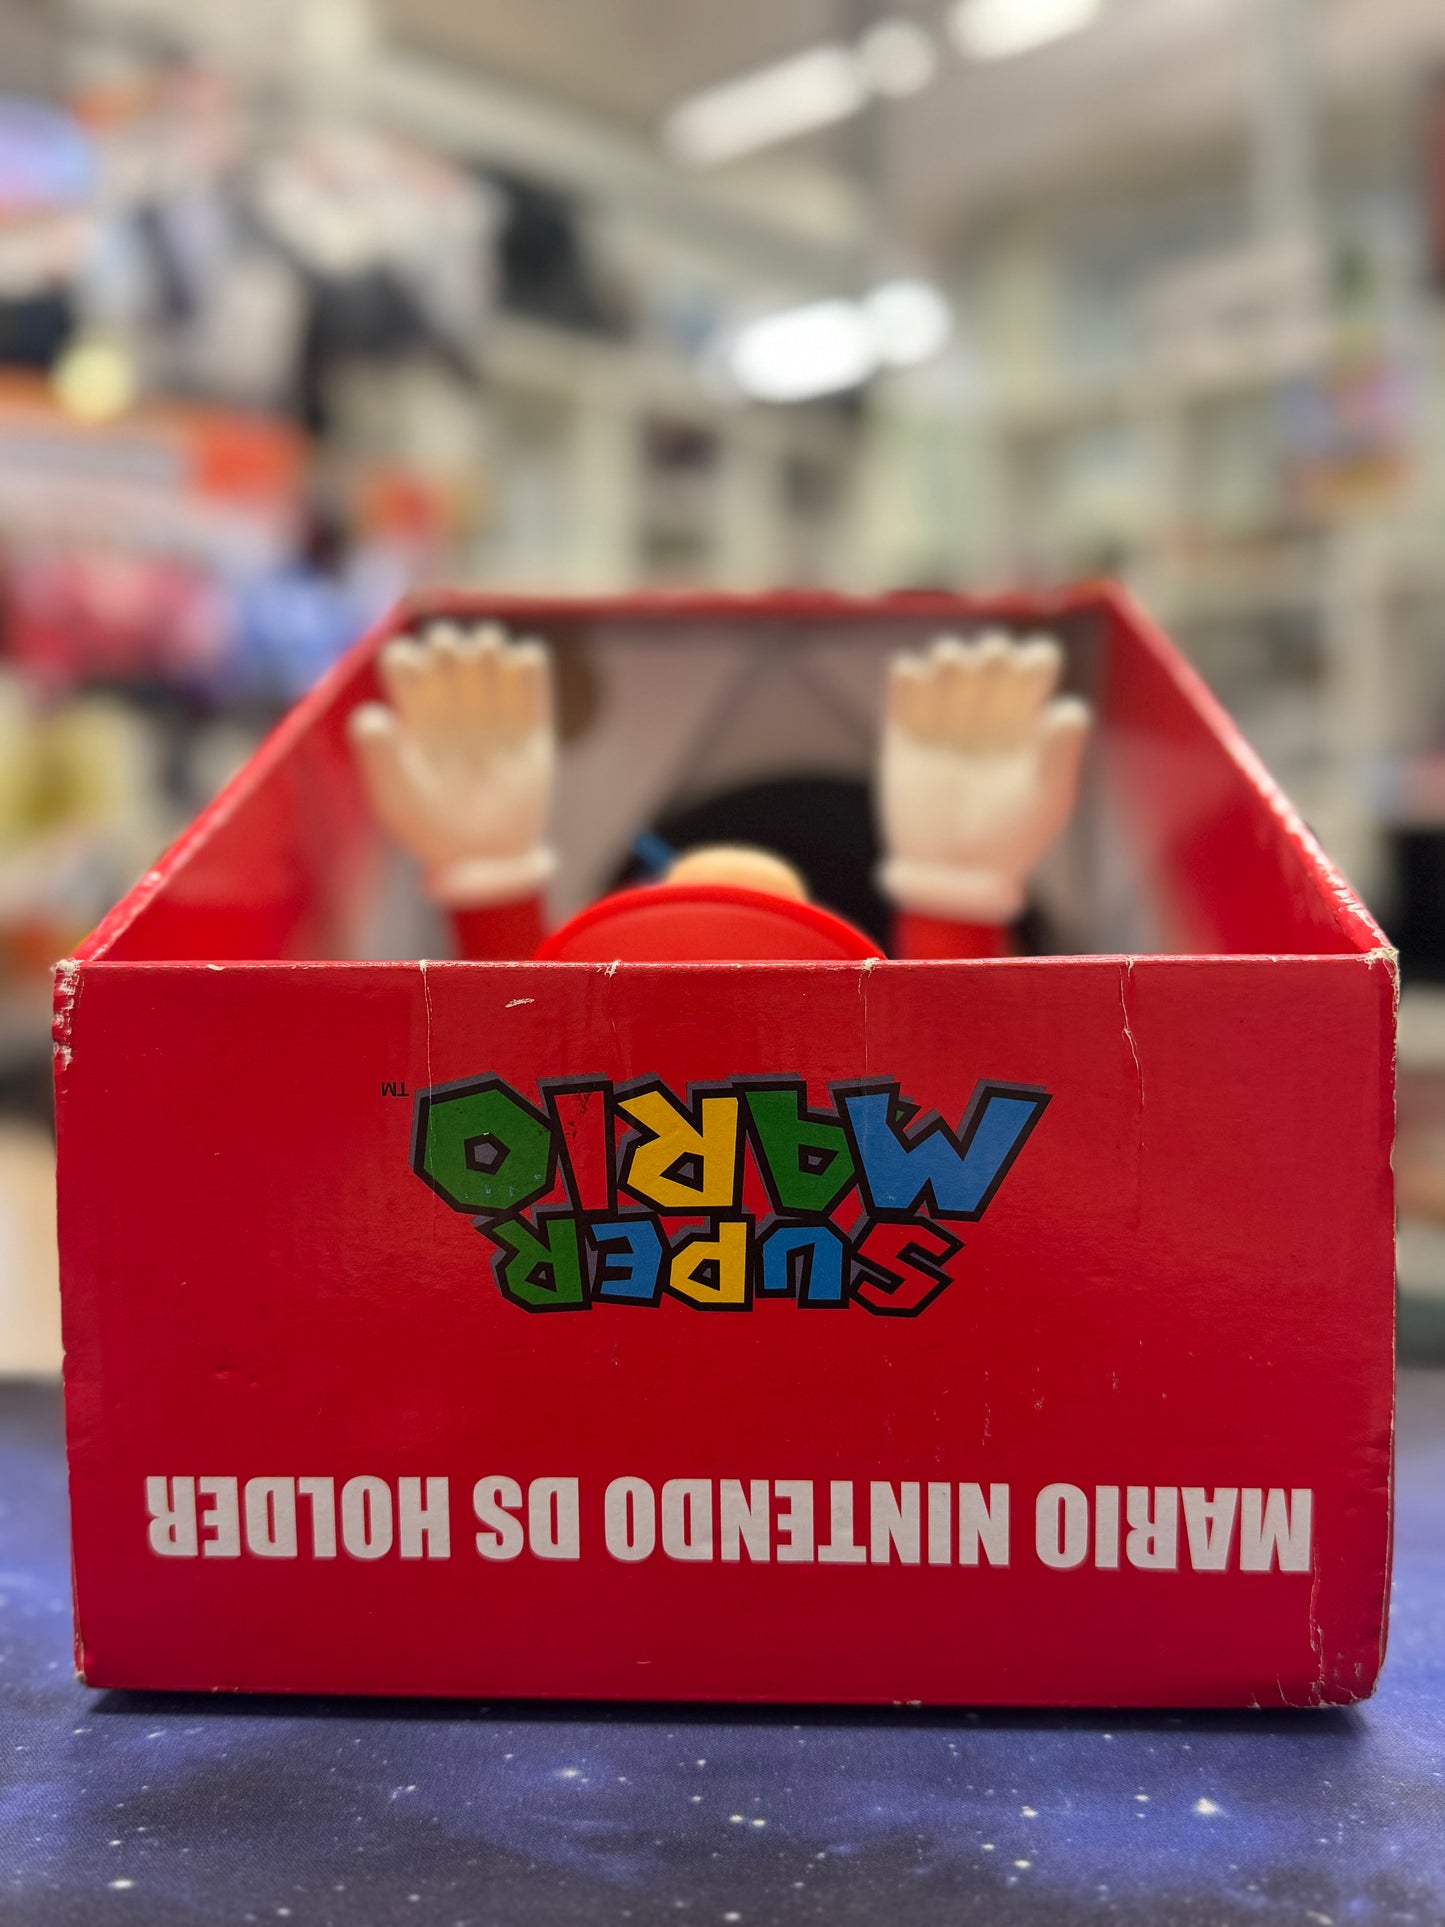 SUPER
MARIO™
MARIO NINTENDO DS HOLDER